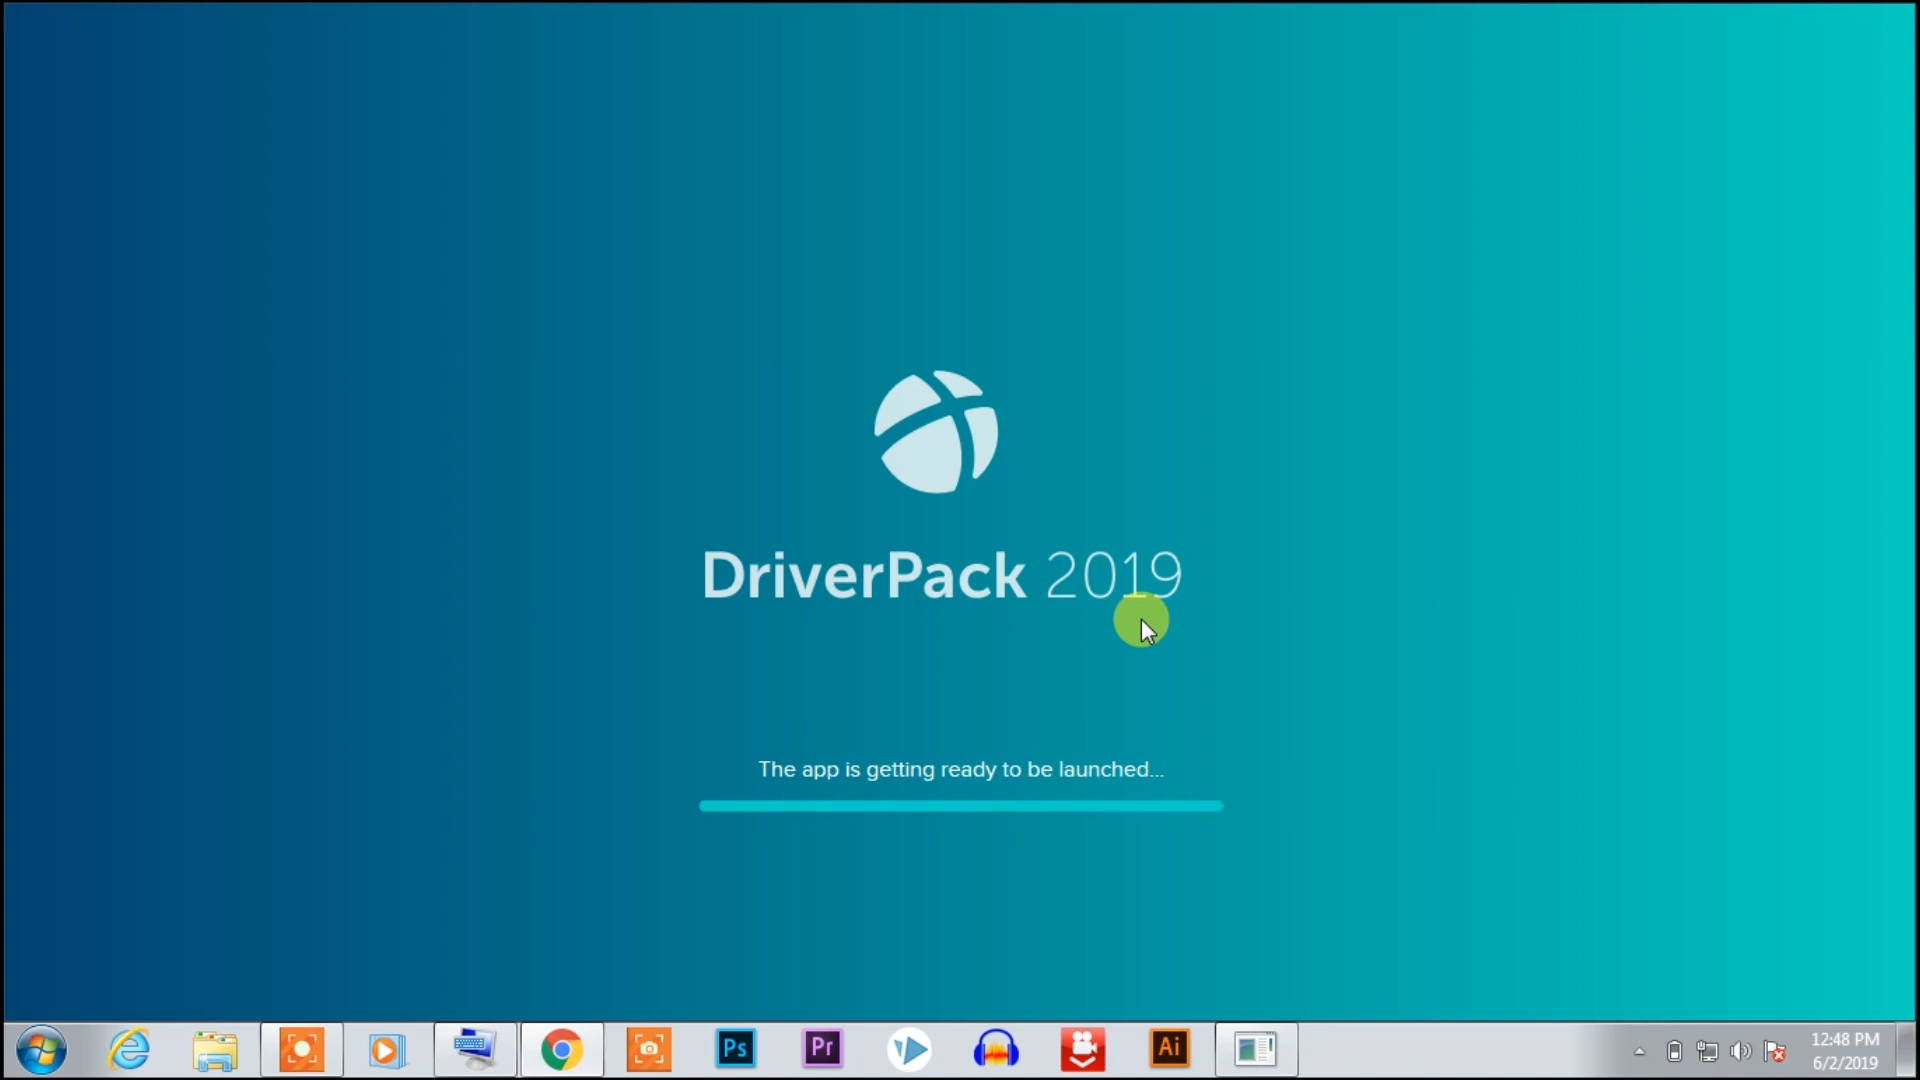 DriverPack 2019
The app is getting ready to be launched...
Ps
Pr
Ai
12:48 PM
6/2/2019